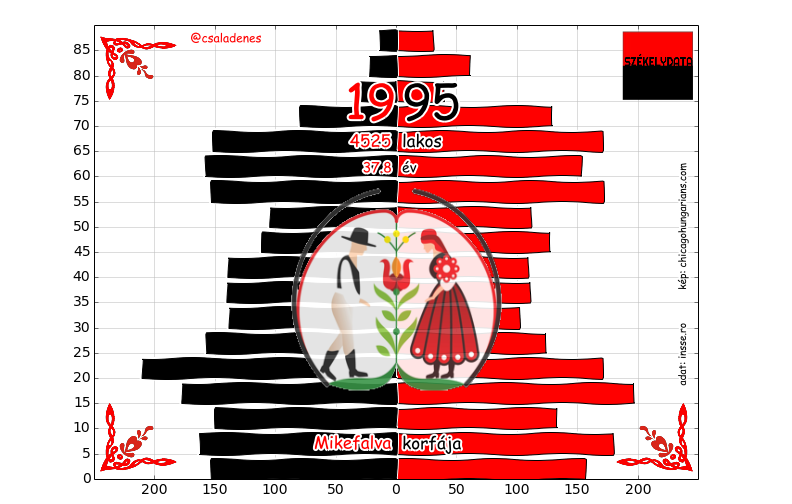 @csaladenes
SZÉKELYDATA
1995
4525 lakos
37.8 év
kép: chicagohungarians.com
adat: insse.ro
Mikefalva korfája
85
80
75
70
65
60
55
50
45
40
35
30
25
20
15
10
5
0
200 150 100 50 0 50 100 150 200